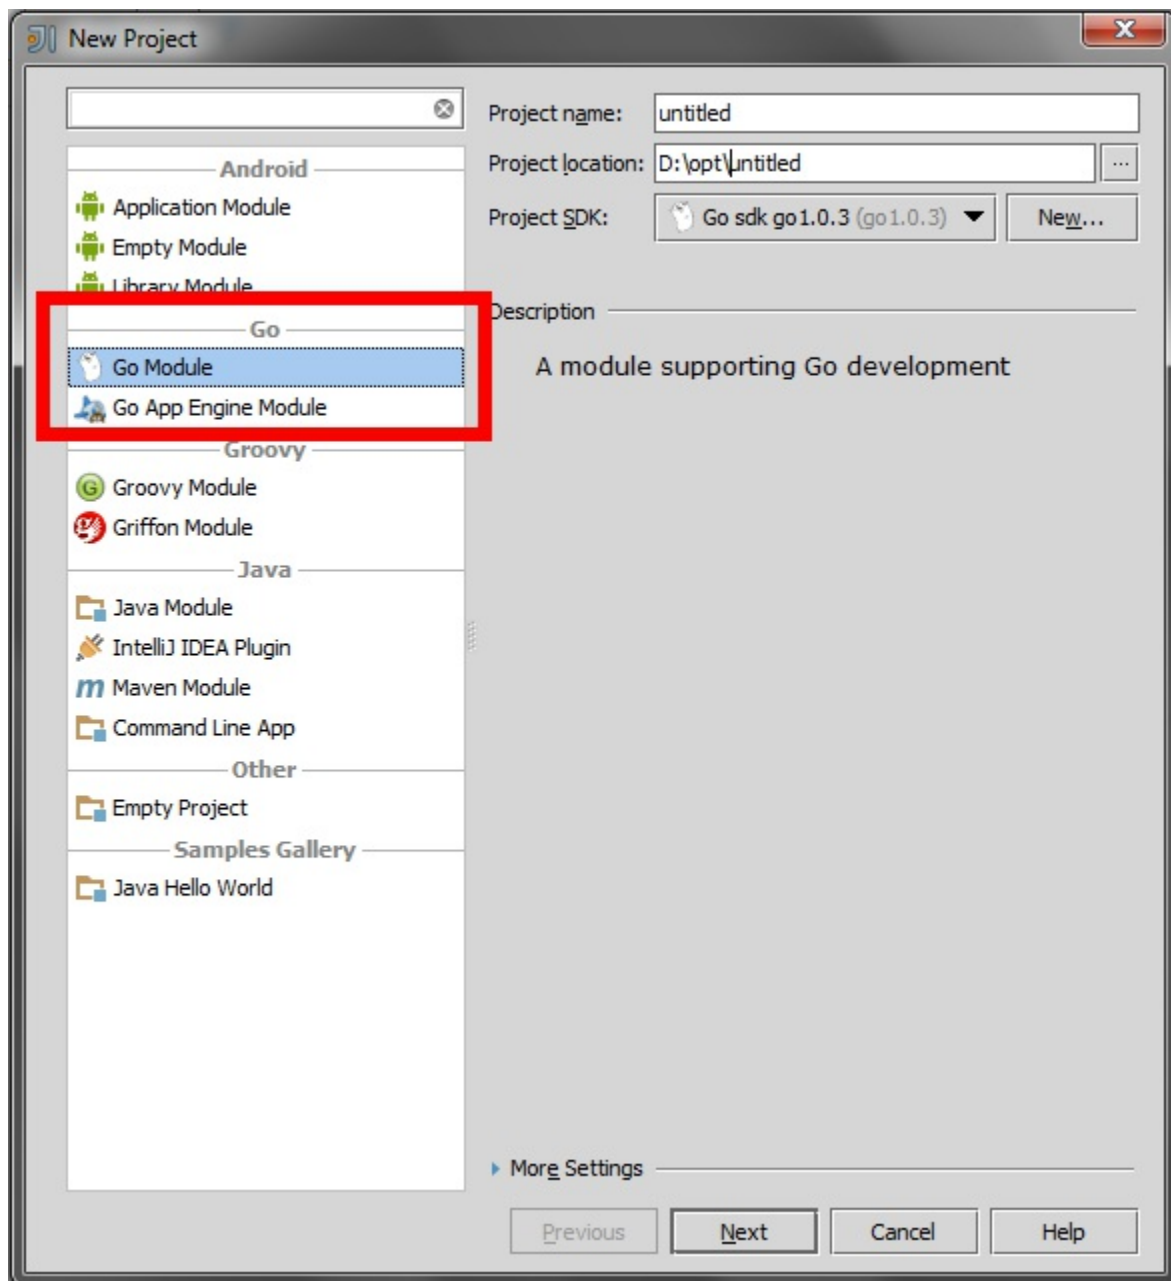 New Project
Android
Application Module
Empty Module
Library Module
Go
Go Module
Go App Engine Module
Groovy
Groovy Module
Griffon Module
Java
Java Module
IntelliJ IDEA Plugin
Maven Module
Command Line App
Other
Empty Project
Samples Gallery
Java Hello World
Project name: untitled
Project location: D:\opt\untitled ...
Project SDK: Go sdk go1.0.3 (go1.0.3) New...
Description
A module supporting Go development
More Settings
Previous Next Cancel Help